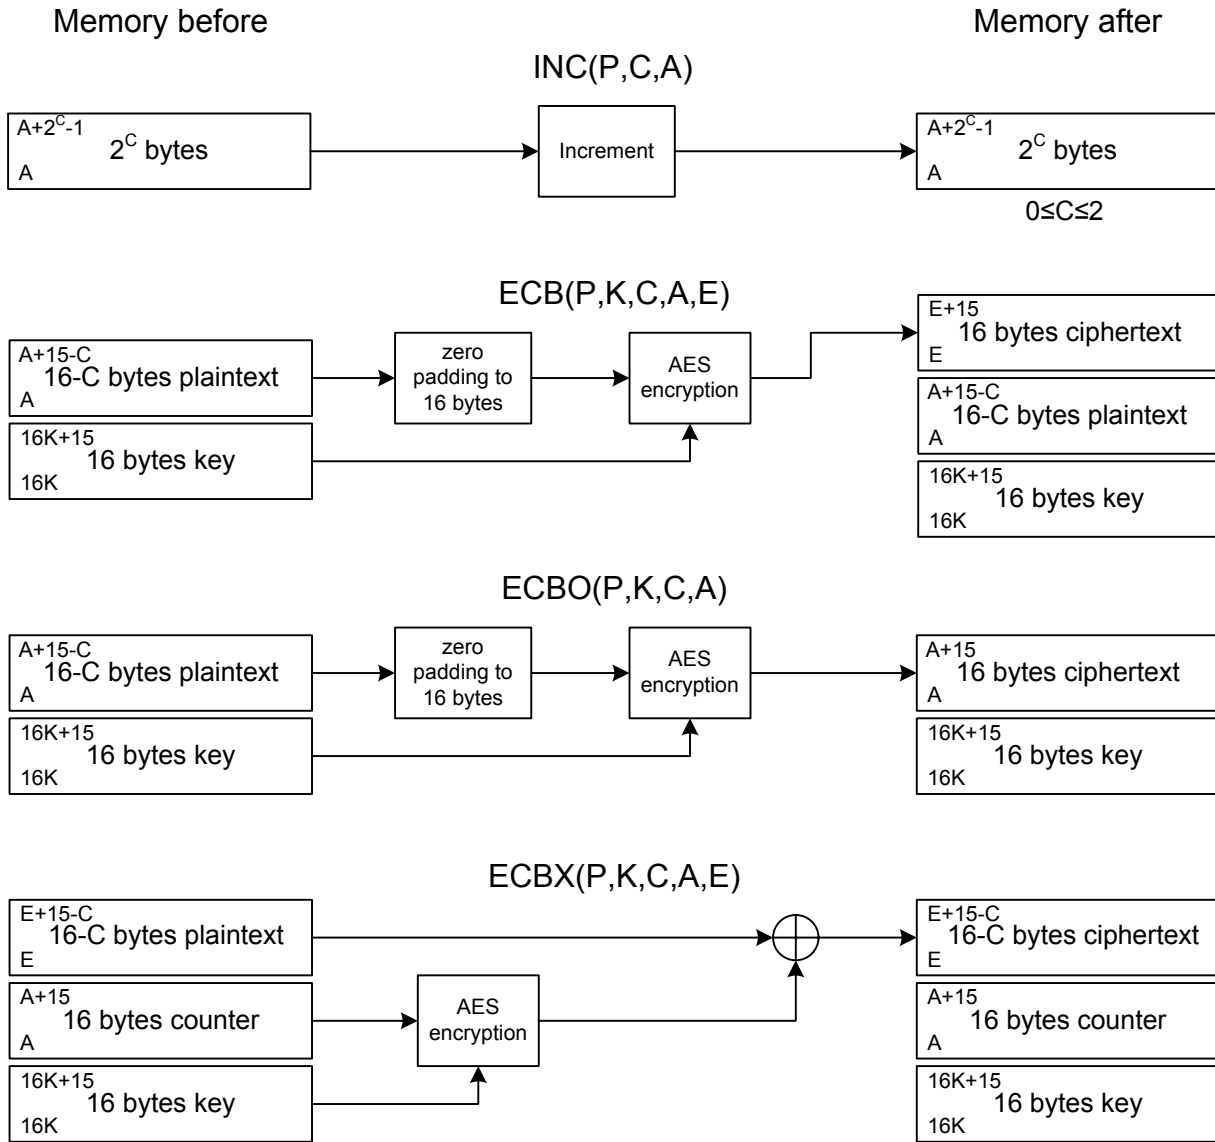 Memory before
Memory after
INC(P,C,A)
A+2^C-1
2^C bytes
A
Increment
A+2^C-1
2^C bytes
A
0≤C≤2
ECB(P,K,C,A,E)
A+15-C
16-C bytes plaintext
A
16K+15
16 bytes key
16K
zero
padding to
16 bytes
AES
encryption
E+15
16 bytes ciphertext
E
A+15-C
16-C bytes plaintext
A
16K+15
16 bytes key
16K
ECBO(P,K,C,A)
A+15-C
16-C bytes plaintext
A
16K+15
16 bytes key
16K
zero
padding to
16 bytes
AES
encryption
A+15
16 bytes ciphertext
A
16K+15
16 bytes key
16K
ECBX(P,K,C,A,E)
E+15-C
16-C bytes plaintext
E
A+15
16 bytes counter
A
16K+15
16 bytes key
16K
AES
encryption
E+15-C
16-C bytes ciphertext
E
A+15
16 bytes counter
A
16K+15
16 bytes key
16K